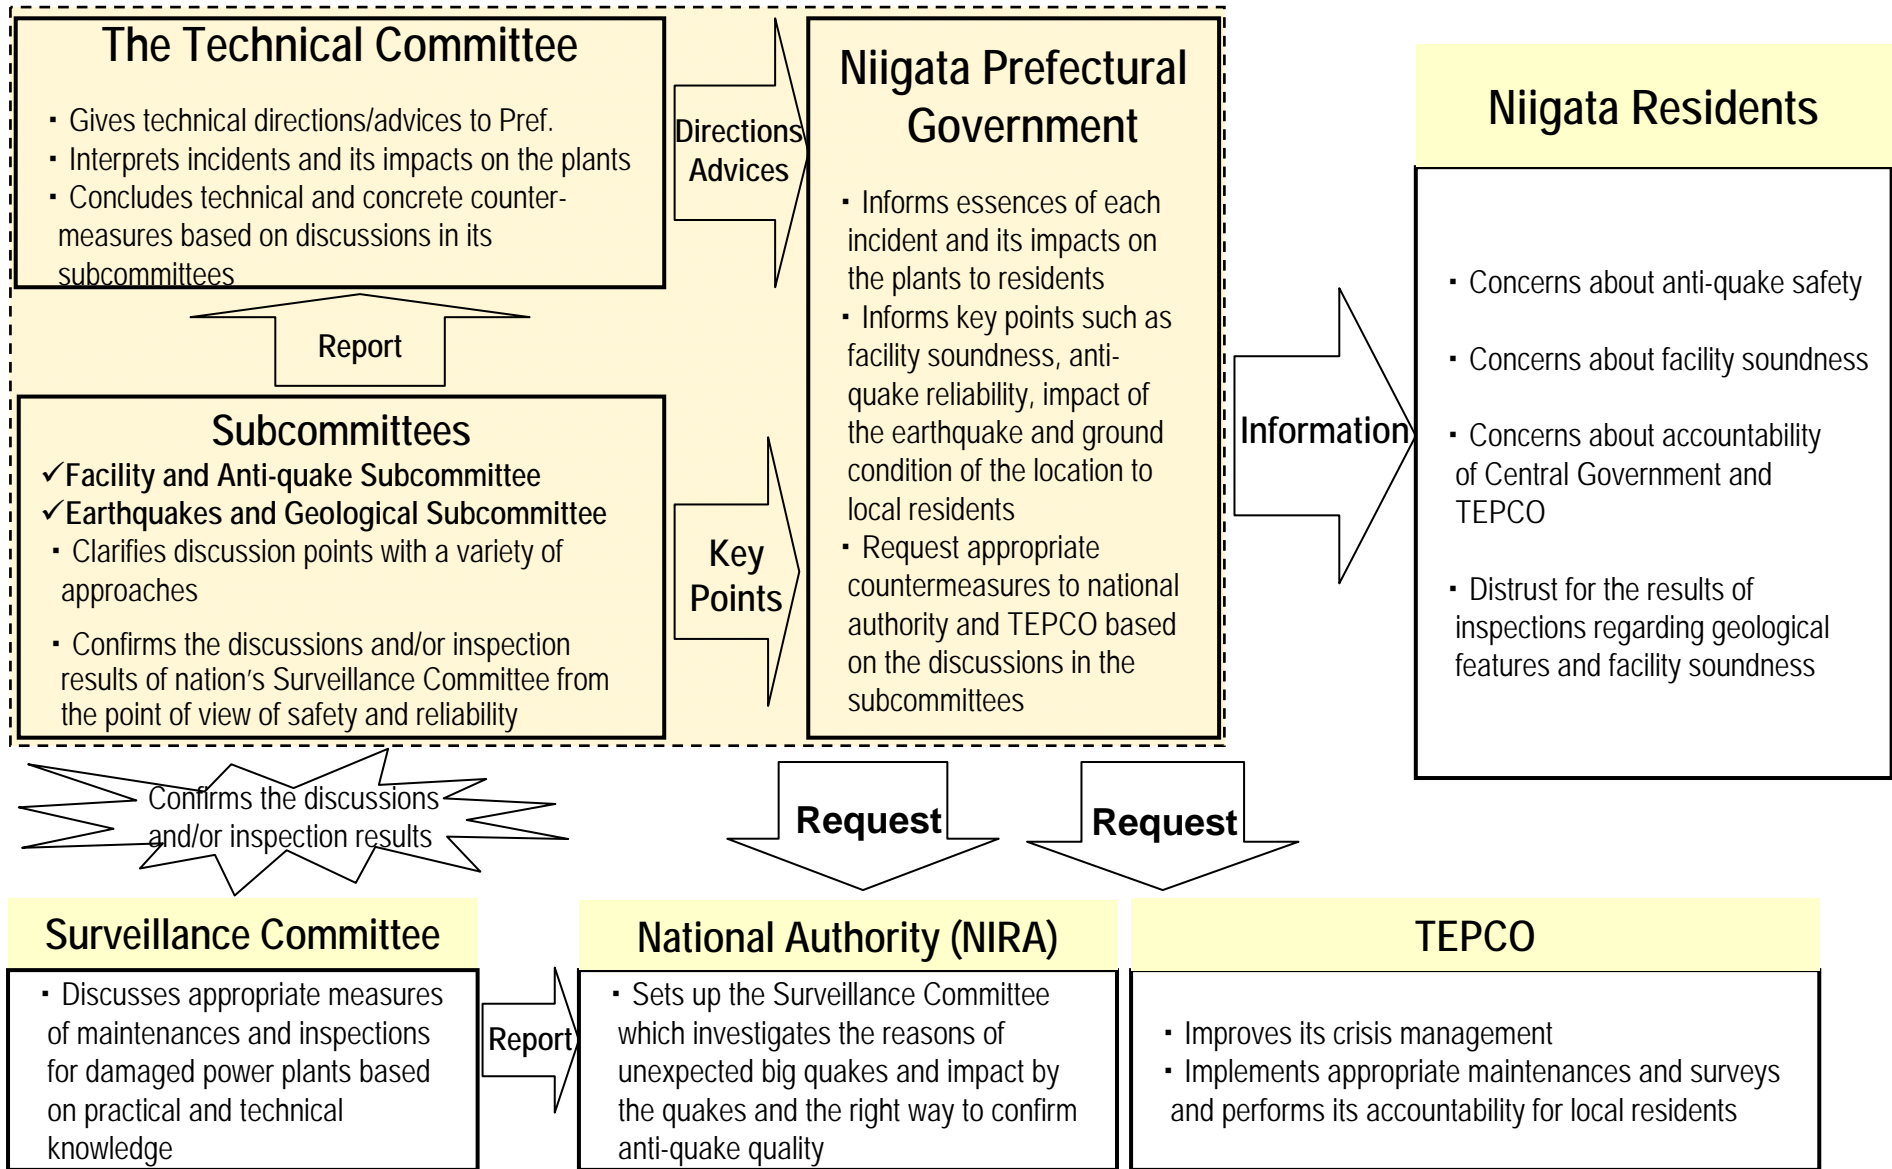 The Technical Committee
・ Gives technical directions/advices to Pref.
・ Interprets incidents and its impacts on the plants
・ Concludes technical and concrete counter-
measures based on discussions in its
subcommittees
Directions
Advices
Report
Subcommittees
✓Facility and Anti-quake Subcommittee
✓Earthquakes and Geological Subcommittee
・ Clarifies discussion points with a variety of
approaches
・ Confirms the discussions and/or inspection
results of nation's Surveillance Committee from
the point of view of safety and reliability
Key
Points
Niigata Prefectural
Government
・ Informs essences of each
incident and its impacts on
the plants to residents
・ Informs key points such as
facility soundness, anti-
quake reliability, impact of
the earthquake and ground
condition of the location to
local residents
・ Request appropriate
countermeasures to national
authority and TEPCO based
on the discussions in the
subcommittees
Information
Niigata Residents
・ Concerns about anti-quake safety
・ Concerns about facility soundness
・ Concerns about accountability
of Central Government and
TEPCO
・ Distrust for the results of
inspections regarding geological
features and facility soundness
Confirms the discussions
and/or inspection results
Request
Request
Surveillance Committee
・ Discusses appropriate measures
of maintenances and inspections
for damaged power plants based
on practical and technical
knowledge
Report
National Authority (NIRA)
・ Sets up the Surveillance Committee
which investigates the reasons of
unexpected big quakes and impact by
the quakes and the right way to confirm
anti-quake quality
TEPCO
・ Improves its crisis management
・ Implements appropriate maintenances and surveys
and performs its accountability for local residents